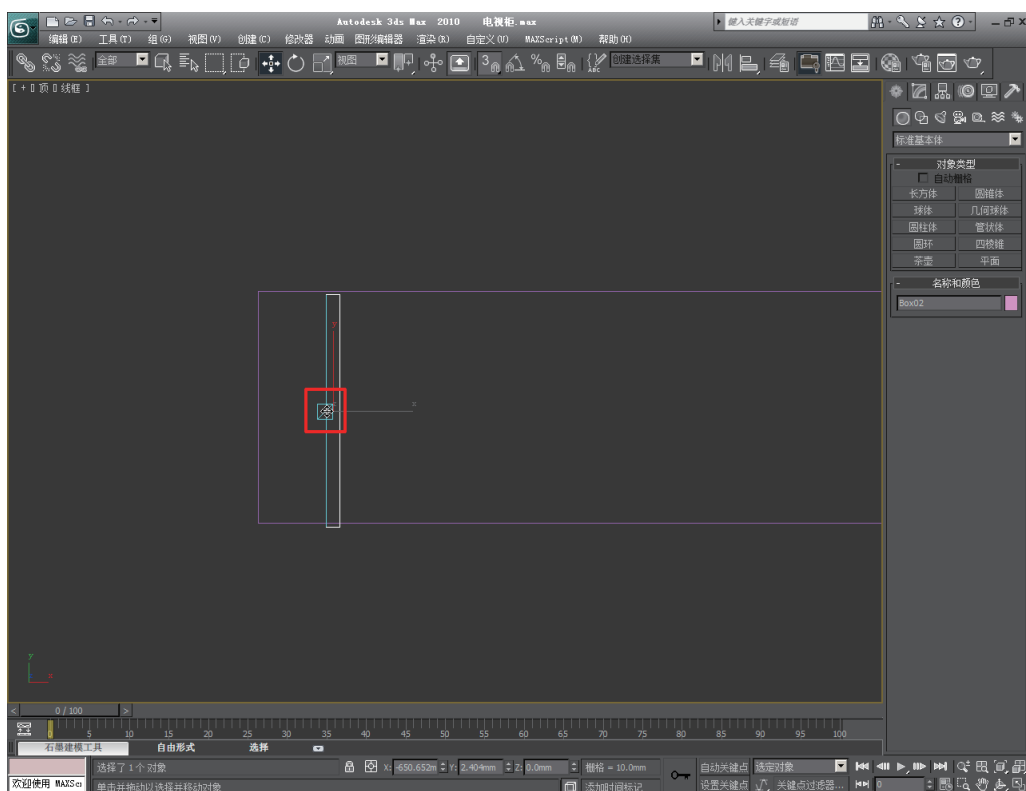 Autodesk 3ds Max 2010 电视柜.max
键入关键字或短语
编辑(E) 工具(T) 组(G) 视图(V) 创建(C) 修改器 动画 图形编辑器 渲染(R) 自定义(U) MAXScript(M) 帮助(H)
全部 视图 3 创建选择集
[ + 0 顶 0 线框 ]
标准基本体
- 对象类型
自动栅格
长方体 圆锥体
球体 几何球体
圆柱体 管状体
圆环 四棱锥
茶壶 平面
- 名称和颜色
Box02
y
x
y
x
< 0 / 100 >
0 5 10 15 20 25 30 35 40 45 50 55 60 65 70 75 80 85 90 95 100
石墨建模工具 自由形式 选择
选择了 1 个对象 X: -650.652m Y: 2.404mm Z: 0.0mm 栅格 = 10.0mm 自动关键点 选定对象
欢迎使用 MAXScr 单击并拖动以选择并移动对象 添加时间标记 设置关键点 关键点过滤器... 0